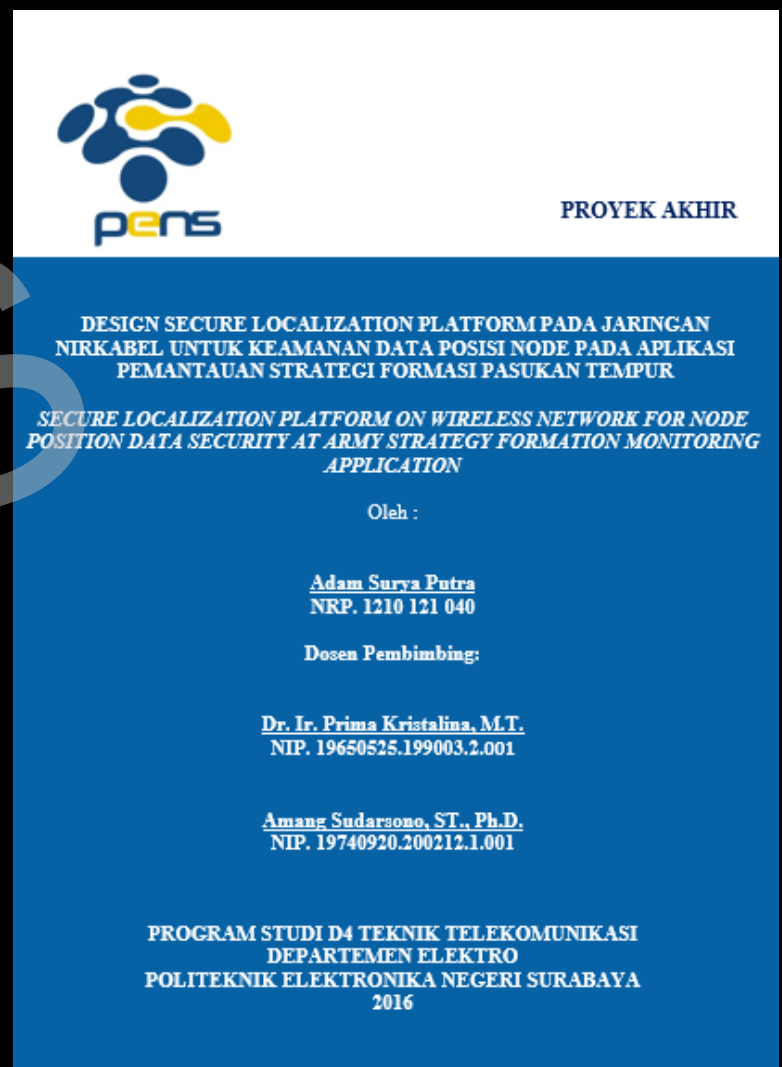 pens
PROYEK AKHIR
DESIGN SECURE LOCALIZATION PLATFORM PADA JARINGAN
NIRKABEL UNTUK KEAMANAN DATA POSISI NODE PADA APLIKASI
PEMANTAUAN STRATEGI FORMASI PASUKAN TEMPUR
SECURE LOCALIZATION PLATFORM ON WIRELESS NETWORK FOR NODE
POSITION DATA SECURITY AT ARMY STRATEGY FORMATION MONITORING
APPLICATION
Oleh :
Adam Surya Putra
NRP. 1210 121 040
Dosen Pembimbing:
Dr. Ir. Prima Kristalina, M.T.
NIP. 19650525.199003.2.001
Amang Sudarsono, ST., Ph.D.
NIP. 19740920.200212.1.001
PROGRAM STUDI D4 TEKNIK TELEKOMUNIKASI
DEPARTEMEN ELEKTRO
POLITEKNIK ELEKTRONIKA NEGERI SURABAYA
2016